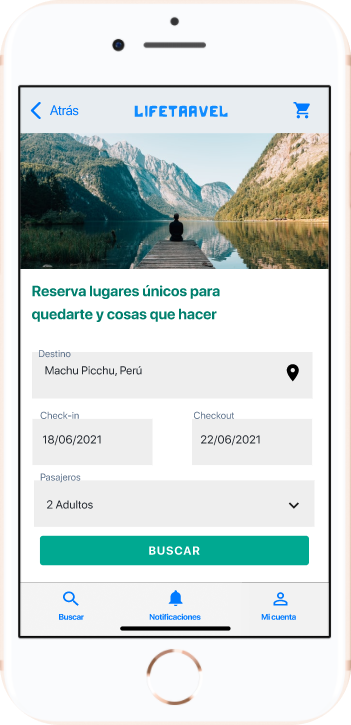 Atrás
LIFETRAVEL
Reserva lugares únicos para
quedarte y cosas que hacer
Destino
Machu Picchu, Perú
Check-in
Checkout
18/06/2021
22/06/2021
Pasajeros
2 Adultos
BUSCAR
Buscar
Notificaciones
Mi cuenta